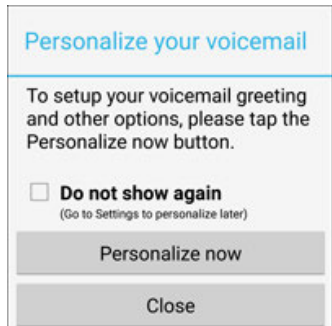 Personalize your voicemail
To setup your voicemail greeting
and other options, please tap the
Personalize now button.
Do not show again
(Go to Settings to personalize later)
Personalize now
Close